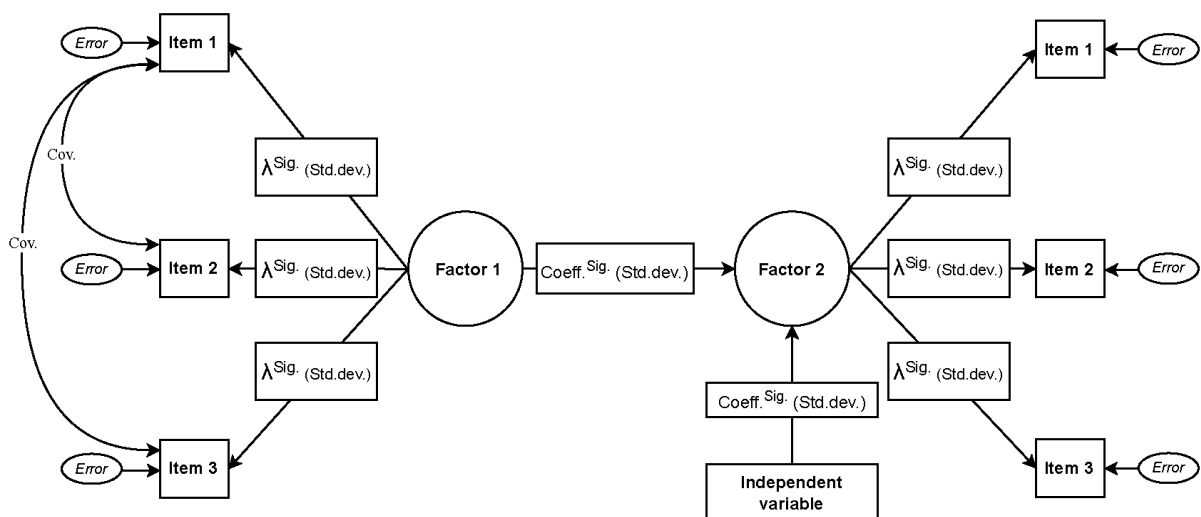 Error
Item 1
Item 1
Error
Cov.
λSig. (Std.dev.)
λSig. (Std.dev.)
Cov.
Error
Item 2
λSig. (Std.dev.)
Factor 1
Coeff.Sig. (Std.dev.)
Factor 2
λSig. (Std.dev.)
Item 2
Error
λSig. (Std.dev.)
λSig. (Std.dev.)
Coeff.Sig. (Std.dev.)
Error
Item 3
Independent
variable
Item 3
Error